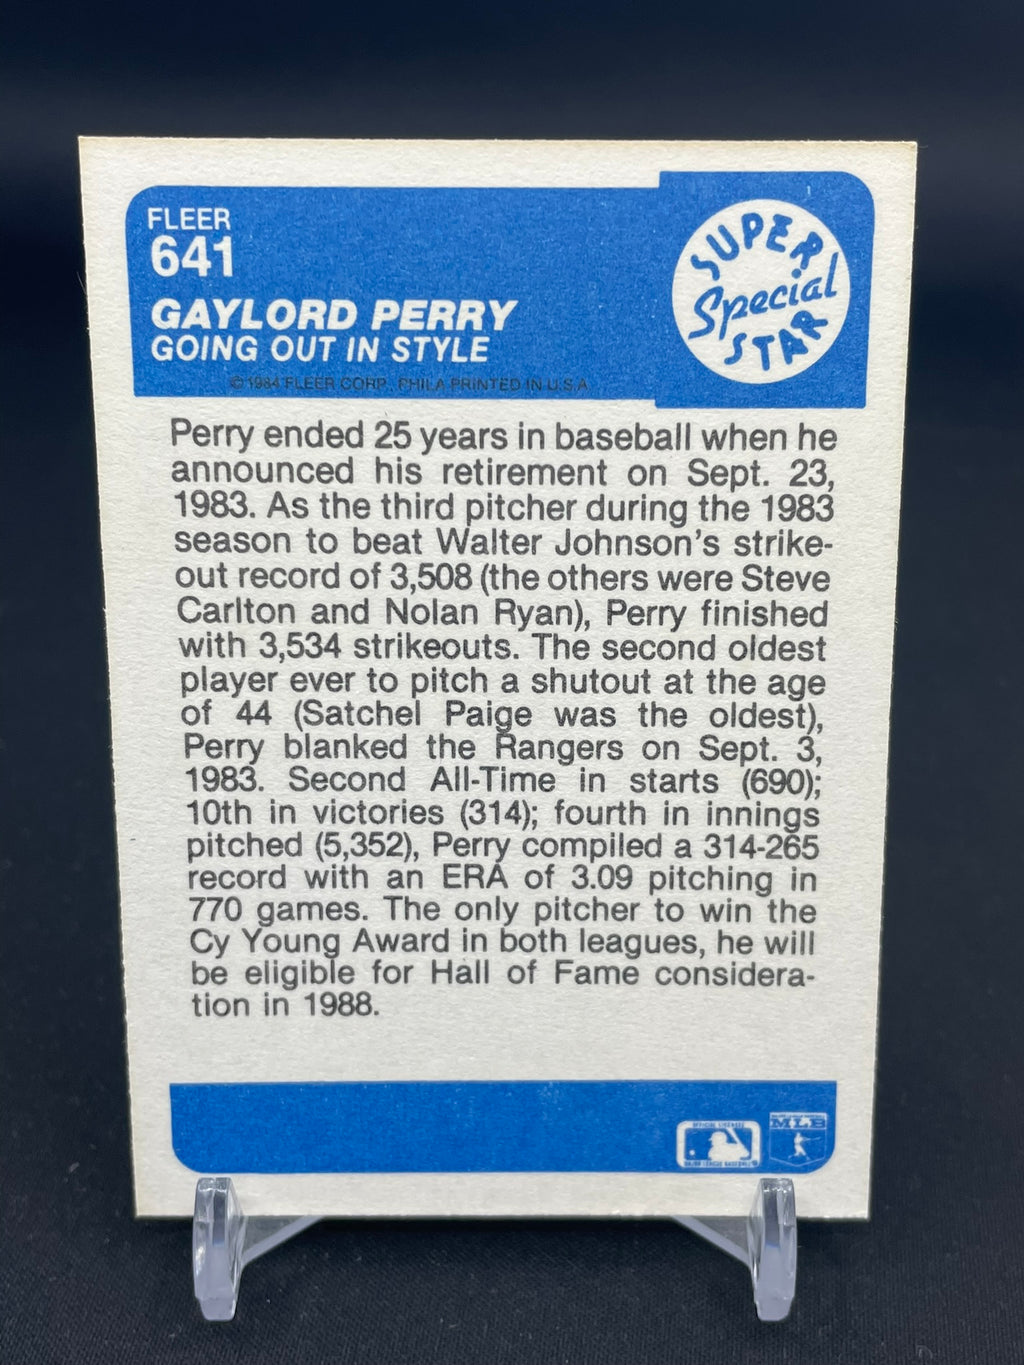 FLEER
641
GAYLORD PERRY
GOING OUT IN STYLE
© 1984 FLEER CORP. PHILA PRINTED IN U.S.A.
SUPER
Special
STAR
Perry ended 25 years in baseball when he
announced his retirement on Sept. 23,
1983. As the third pitcher during the 1983
season to beat Walter Johnson's strike-
out record of 3,508 (the others were Steve
Carlton and Nolan Ryan), Perry finished
with 3,534 strikeouts. The second oldest
player ever to pitch a shutout at the age
of 44 (Satchel Paige was the oldest),
Perry blanked the Rangers on Sept. 3,
1983. Second All-Time in starts (690);
10th in victories (314); fourth in innings
pitched (5,352), Perry compiled a 314-265
record with an ERA of 3.09 pitching in
770 games. The only pitcher to win the
Cy Young Award in both leagues, he will
be eligible for Hall of Fame considera-
tion in 1988.
MLB